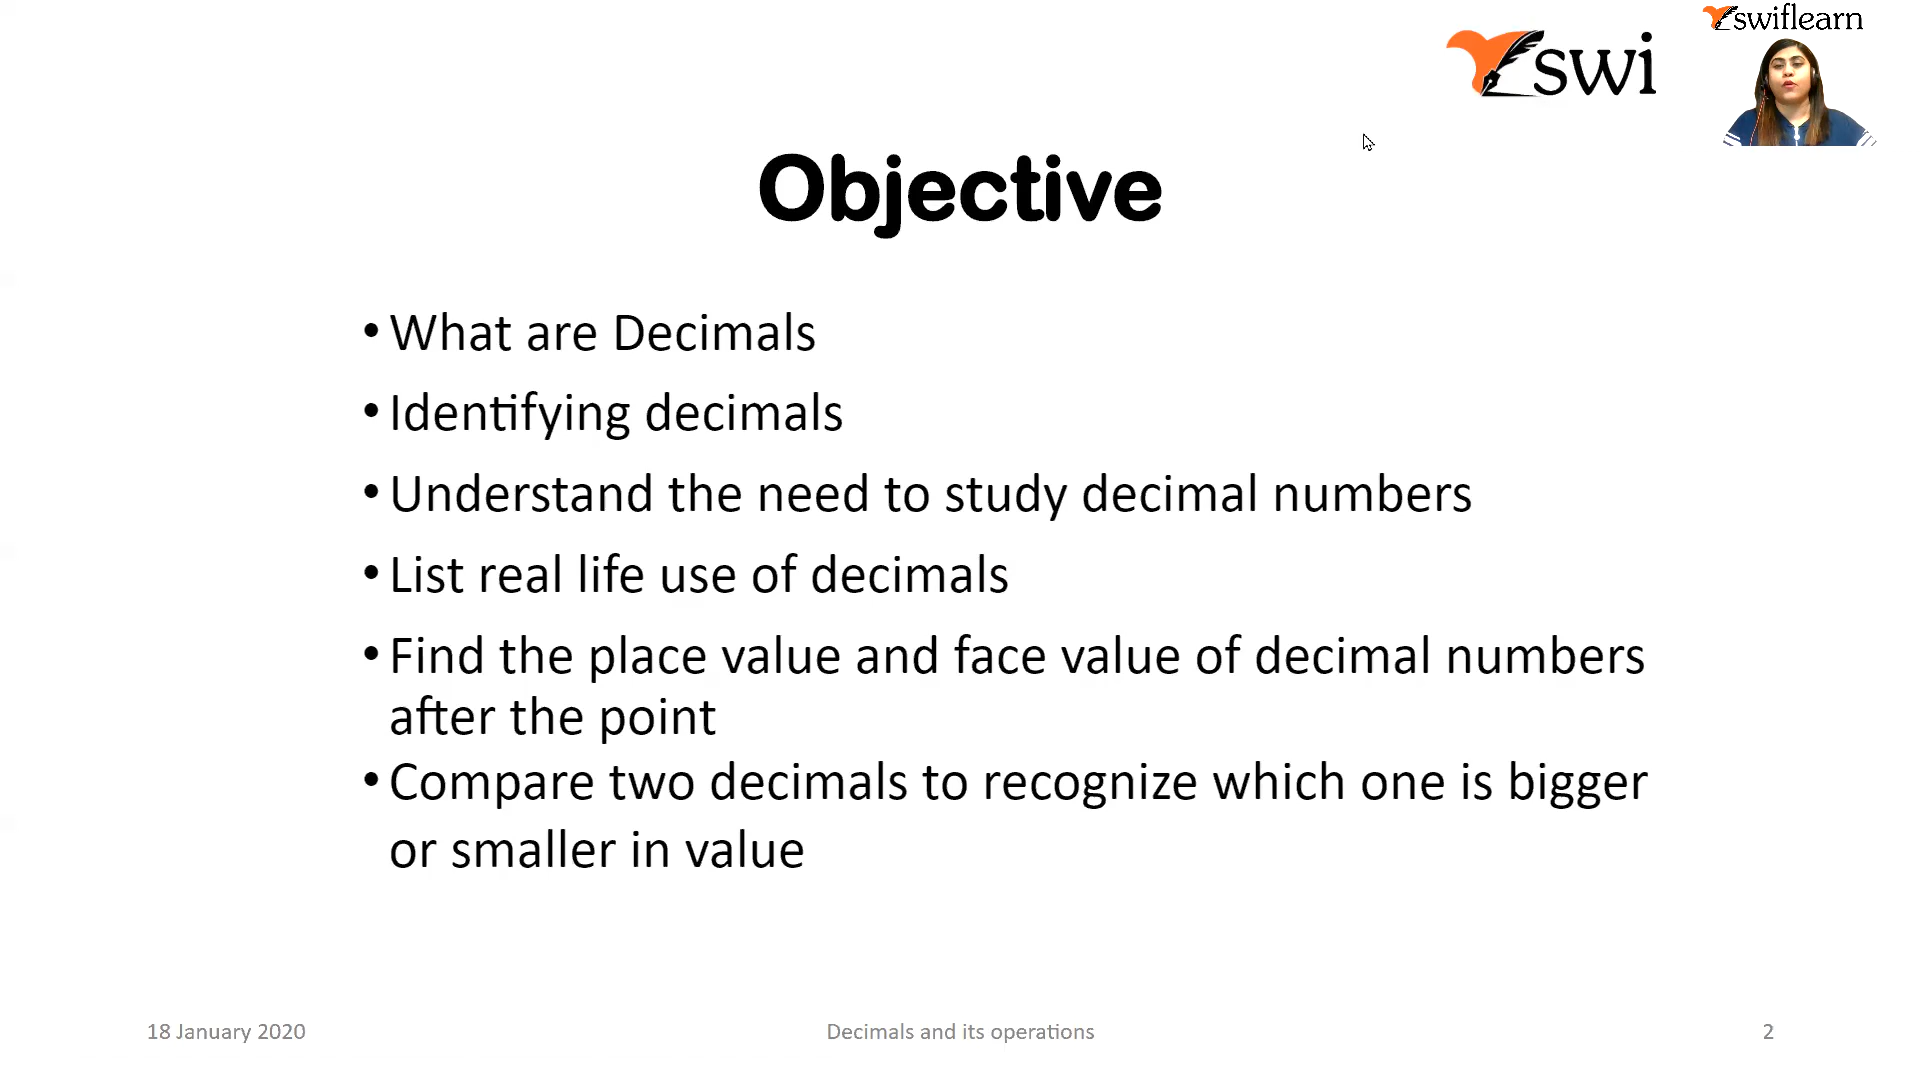 swiflearn
swi
Objective
• What are Decimals
• Identifying decimals
• Understand the need to study decimal numbers
• List real life use of decimals
• Find the place value and face value of decimal numbers
after the point
• Compare two decimals to recognize which one is bigger
or smaller in value
18 January 2020
Decimals and its operations
2